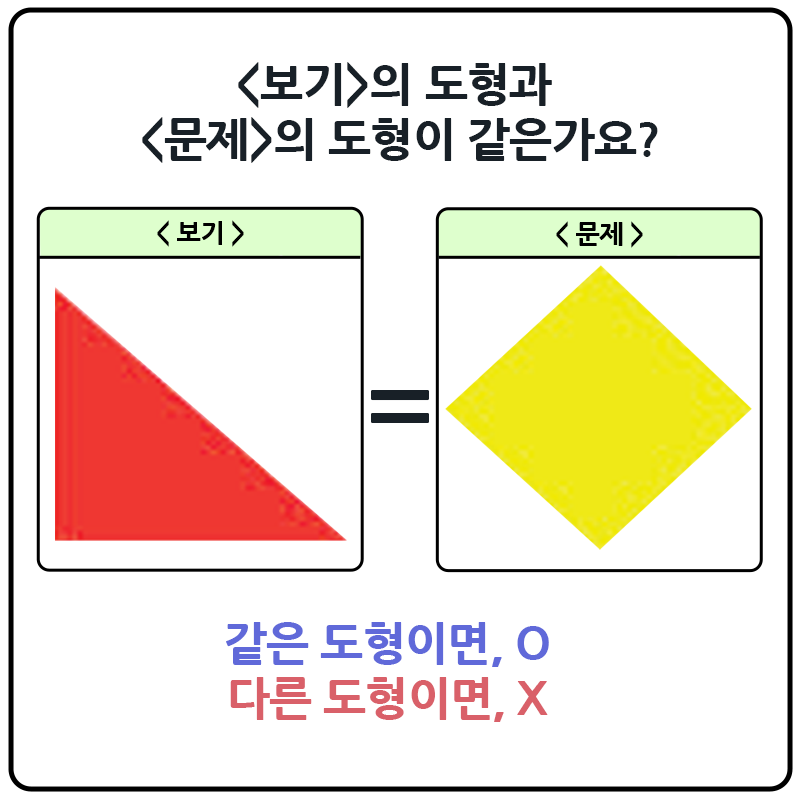 <보기>의 도형과
<문제>의 도형이 같은가요?
< 보기 >
< 문제 >
=
같은 도형이면, O
다른 도형이면, X